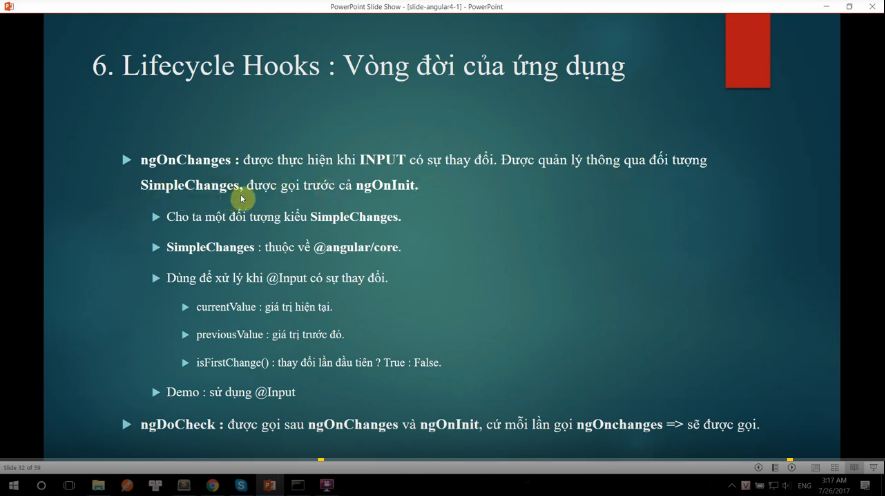 PowerPoint Slide Show - [slide-angular4-1] - PowerPoint
6. Lifecycle Hooks : Vòng đời của ứng dụng
ngOnChanges : được thực hiện khi INPUT có sự thay đổi. Được quản lý thông qua đối tượng
SimpleChanges, được gọi trước cả ngOnInit.
Cho ta một đối tượng kiểu SimpleChanges.
SimpleChanges : thuộc về @angular/core.
Dùng để xử lý khi @Input có sự thay đổi.
currentValue : giá trị hiện tại.
previousValue : giá trị trước đó.
isFirstChange() : thay đổi lần đầu tiên ? True : False.
Demo : sử dụng @Input
ngDoCheck : được gọi sau ngOnChanges và ngOnInit, cứ mỗi lần gọi ngOnchanges => sẽ được gọi.
Slide 32 of 59
ENG
3:17 AM
7/26/2017